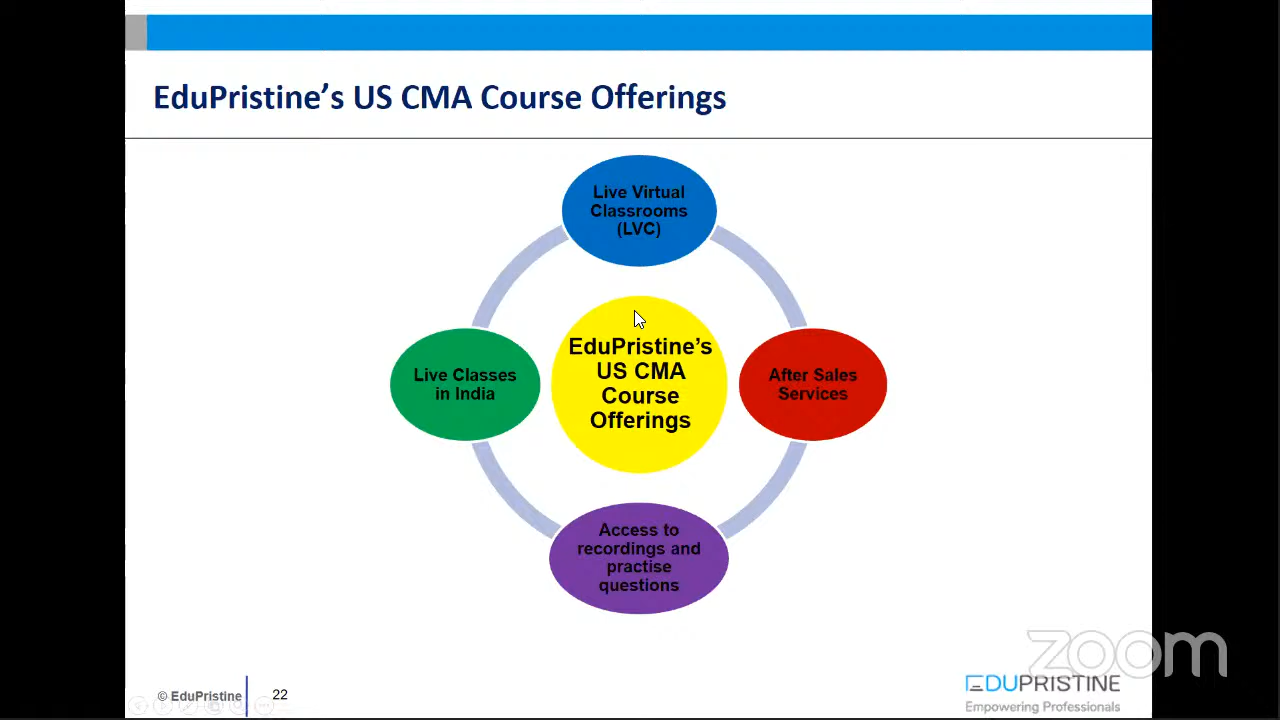 EduPristine’s US CMA Course Offerings
Live Virtual
Classrooms
(LVC)
Live Classes
in India
EduPristine’s
US CMA
Course
Offerings
After Sales
Services
Access to
recordings and
practise
questions
zoom
© EduPristine
22
EDUPRISTINE
Empowering Professionals